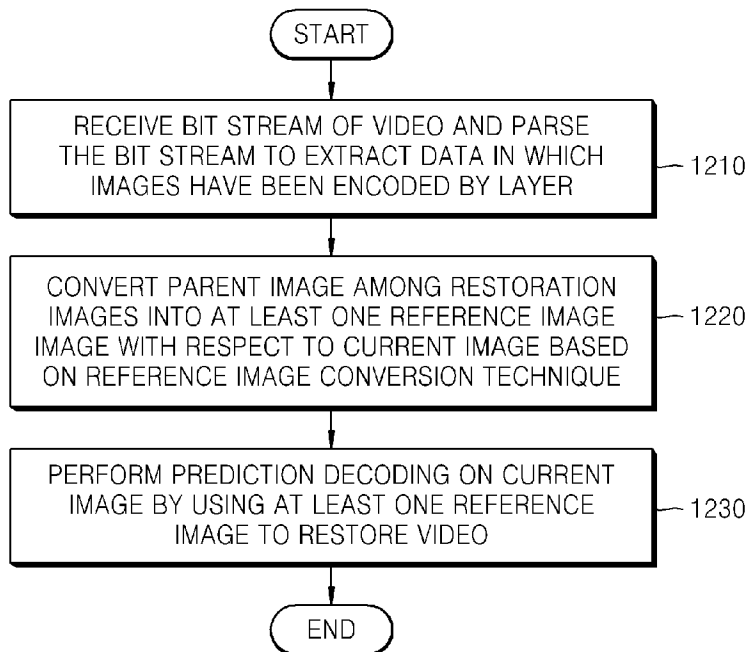 START
RECEIVE BIT STREAM OF VIDEO AND PARSE
THE BIT STREAM TO EXTRACT DATA IN WHICH
IMAGES HAVE BEEN ENCODED BY LAYER
1210
CONVERT PARENT IMAGE AMONG RESTORATION
IMAGES INTO AT LEAST ONE REFERENCE IMAGE
IMAGE WITH RESPECT TO CURRENT IMAGE BASED
ON REFERENCE IMAGE CONVERSION TECHNIQUE
1220
PERFORM PREDICTION DECODING ON CURRENT
IMAGE BY USING AT LEAST ONE REFERENCE
IMAGE TO RESTORE VIDEO
1230
END